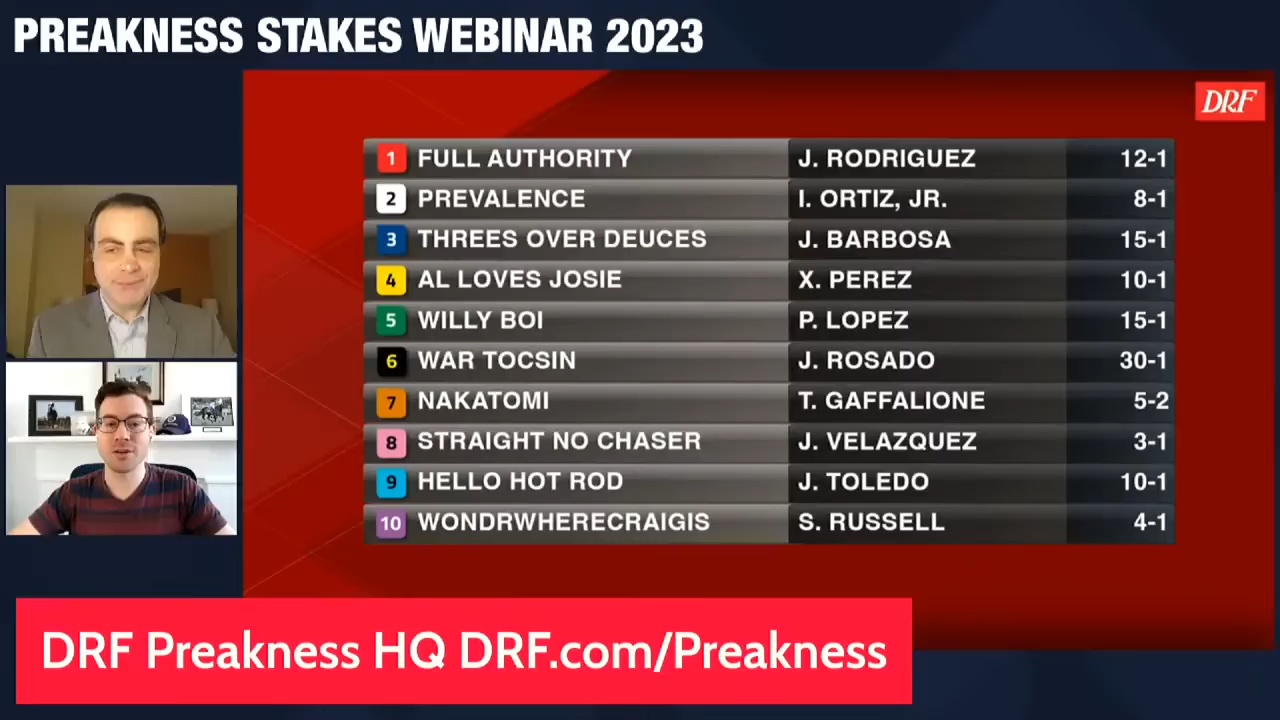 PREAKNESS STAKES WEBINAR 2023
DRF
1 FULL AUTHORITY J. RODRIGUEZ 12-1
2 PREVALENCE I. ORTIZ, JR. 8-1
3 THREES OVER DEUCES J. BARBOSA 15-1
4 AL LOVES JOSIE X. PEREZ 10-1
5 WILLY BOI P. LOPEZ 15-1
6 WAR TOCSIN J. ROSADO 30-1
7 NAKATOMI T. GAFFALIONE 5-2
8 STRAIGHT NO CHASER J. VELAZQUEZ 3-1
9 HELLO HOT ROD J. TOLEDO 10-1
10 WONDRWHERECRAIGIS S. RUSSELL 4-1
DRF Preakness HQ DRF.com/Preakness